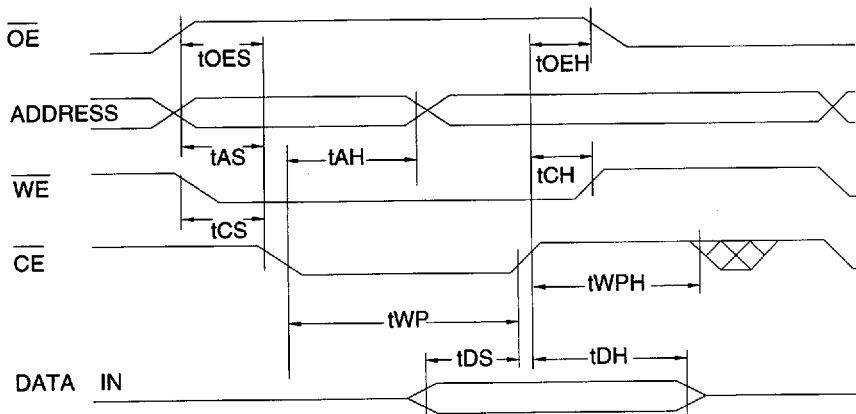 OE
tOES
tOEH
ADDRESS
tAS
tAH
WE
tCH
tCS
CE
tWPH
tWP
tDS
tDH
DATA IN